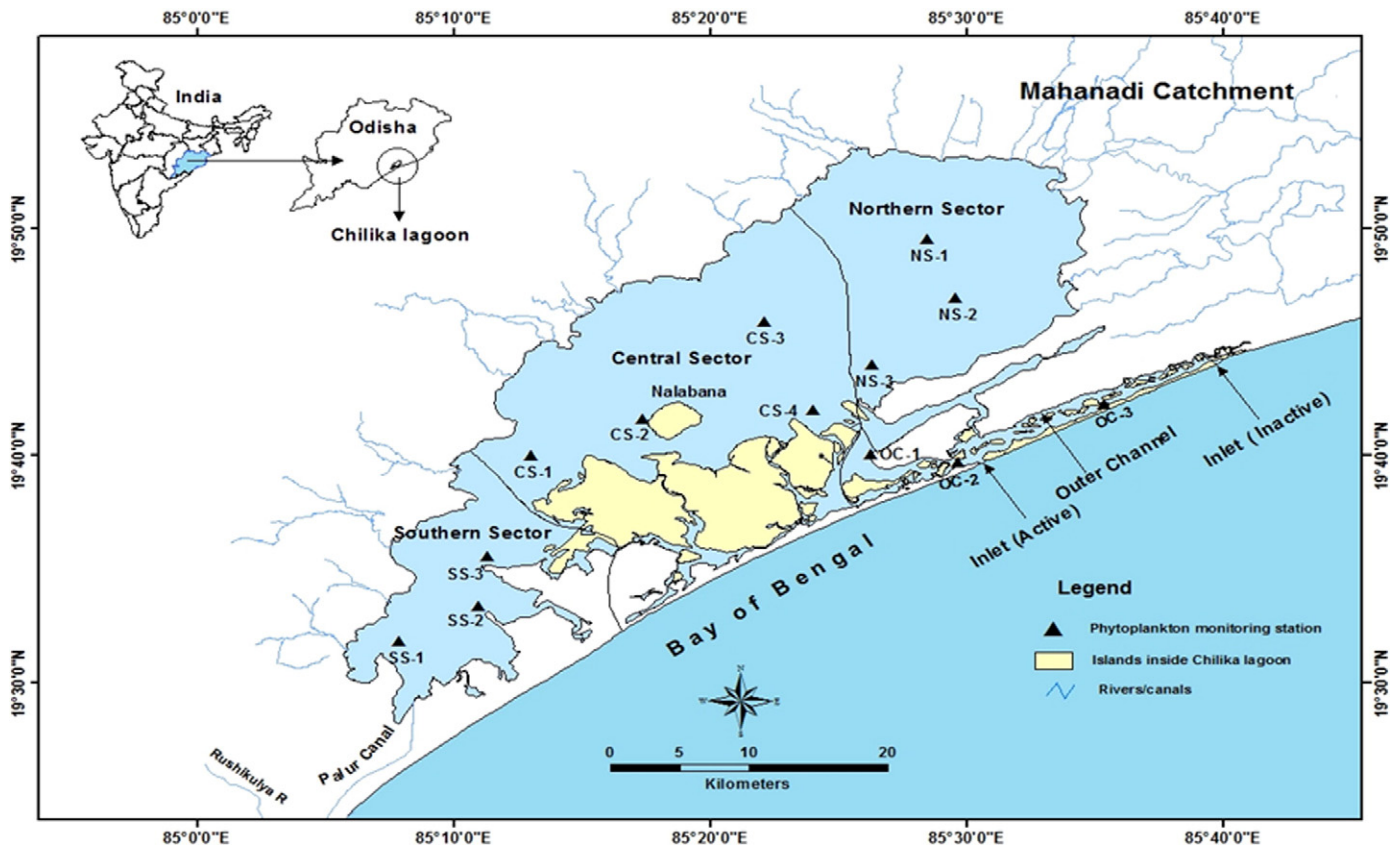 85°0'0"E
85°10'0"E
85°20'0"E
85°30'0"E
85°40'0"E
India
Odisha
Chilika lagoon
Mahanadi Catchment
19°50'0"N
19°50'0"N
Northern Sector
NS-1
NS-2
CS-3
Central Sector
NS-3
Nalabana
CS-4
CS-2
OC-3
Inlet (Inactive)
19°40'0"N
19°40'0"N
CS-1
OC-1
OC-2
Outer Channel
Inlet (Active)
Southern Sector
SS-3
SS-2
SS-1
Bay of Bengal
Legend
Phytoplankton monitoring station
Islands inside Chilika lagoon
Rivers/canals
19°30'0"N
19°30'0"N
N
W
E
S
Palur Canal
Rushikulya R
0 5 10 20
Kilometers
85°0'0"E
85°10'0"E
85°20'0"E
85°30'0"E
85°40'0"E